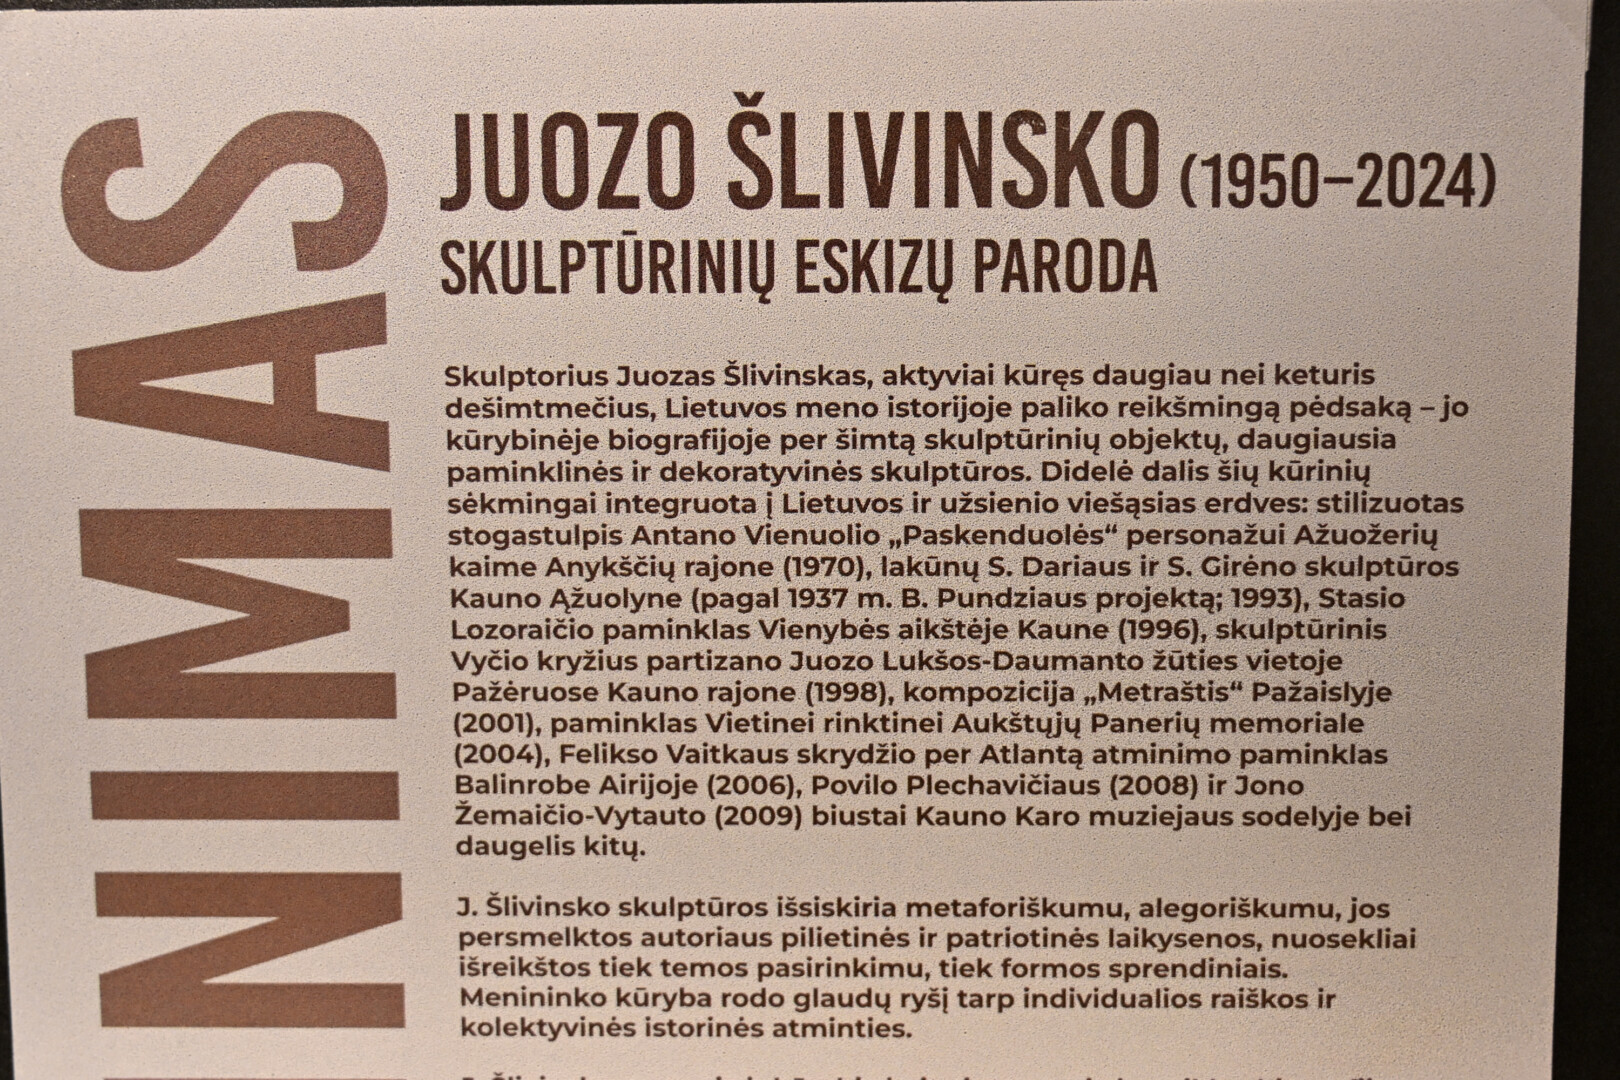 NIMAS
JUOZO ŠLIVINSKO (1950–2024)
SKULPTŪRINIŲ ESKIZŲ PARODA
Skulptorius Juozas Šlivinskas, aktyviai kūręs daugiau nei keturis
dešimtmečius, Lietuvos meno istorijoje paliko reikšmingą pėdsaką – jo
kūrybinėje biografijoje per šimtą skulptūrinių objektų, daugiausia
paminklinės ir dekoratyvinės skulptūros. Didelė dalis šių kūrinių
sėkmingai integruota į Lietuvos ir užsienio viešąsias erdves: stilizuotas
stogastulpis Antano Vienuolio „Paskenduolės“ personažui Ažuožerių
kaime Anykščių rajone (1970), lakūnų S. Dariaus ir S. Girėno skulptūros
Kauno Ąžuolyne (pagal 1937 m. B. Pundziaus projektą; 1993), Stasio
Lozoraičio paminklas Vienybės aikštėje Kaune (1996), skulptūrinis
Vyčio kryžius partizano Juozo Lukšos-Daumanto žūties vietoje
Pažėruose Kauno rajone (1998), kompozicija „Metraštis“ Pažaislyje
(2001), paminklas Vietinei rinktinei Aukštųjų Panerių memoriale
(2004), Felikso Vaitkaus skrydžio per Atlantą atminimo paminklas
Balinrobe Airijoje (2006), Povilo Plechavičiaus (2008) ir Jono
Žemaičio-Vytauto (2009) biustai Kauno Karo muziejaus sodelyje bei
daugelis kitų.
J. Šlivinsko skulptūros išsiskiria metaforiškumu, alegoriškumu, jos
persmelktos autoriaus pilietinės ir patriotinės laikysenos, nuosekliai
išreikštos tiek temos pasirinkimu, tiek formos sprendiniais.
Menininko kūryba rodo glaudų ryšį tarp individualios raiškos ir
kolektyvinės istorinės atminties.